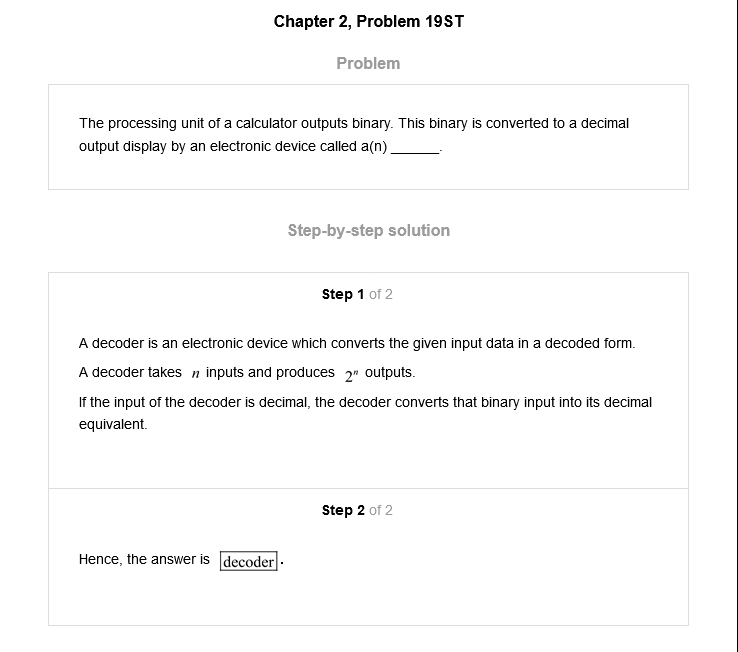 Chapter 2, Problem 19ST
Problem
The processing unit of a calculator outputs binary. This binary is converted to a decimal
output display by an electronic device called a(n) ______.
Step-by-step solution
Step 1 of 2
A decoder is an electronic device which converts the given input data in a decoded form.
A decoder takes n inputs and produces 2ⁿ outputs.
If the input of the decoder is decimal, the decoder converts that binary input into its decimal
equivalent.
Step 2 of 2
Hence, the answer is decoder.